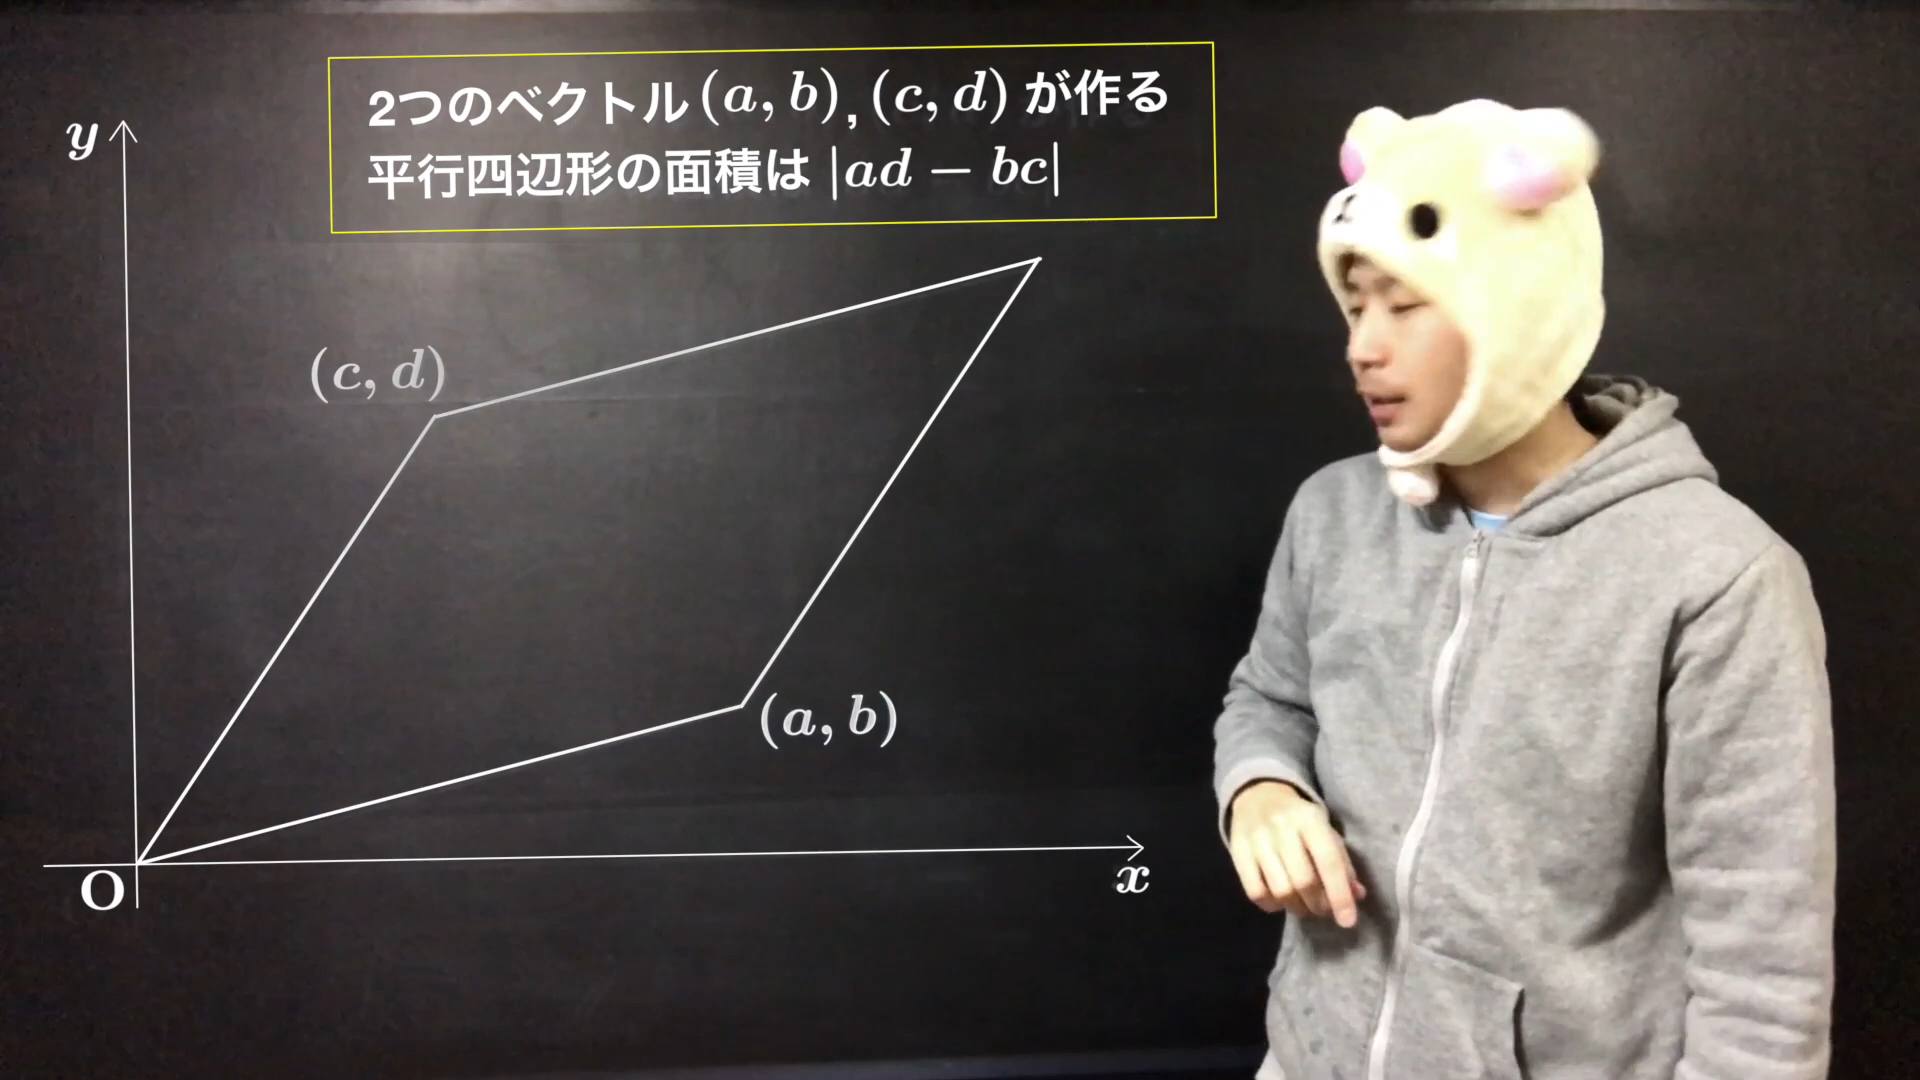 2つのベクトル(a, b), (c, d)が作る
平行四辺形の面積は |ad − bc|
y
(c, d)
(a, b)
O
x